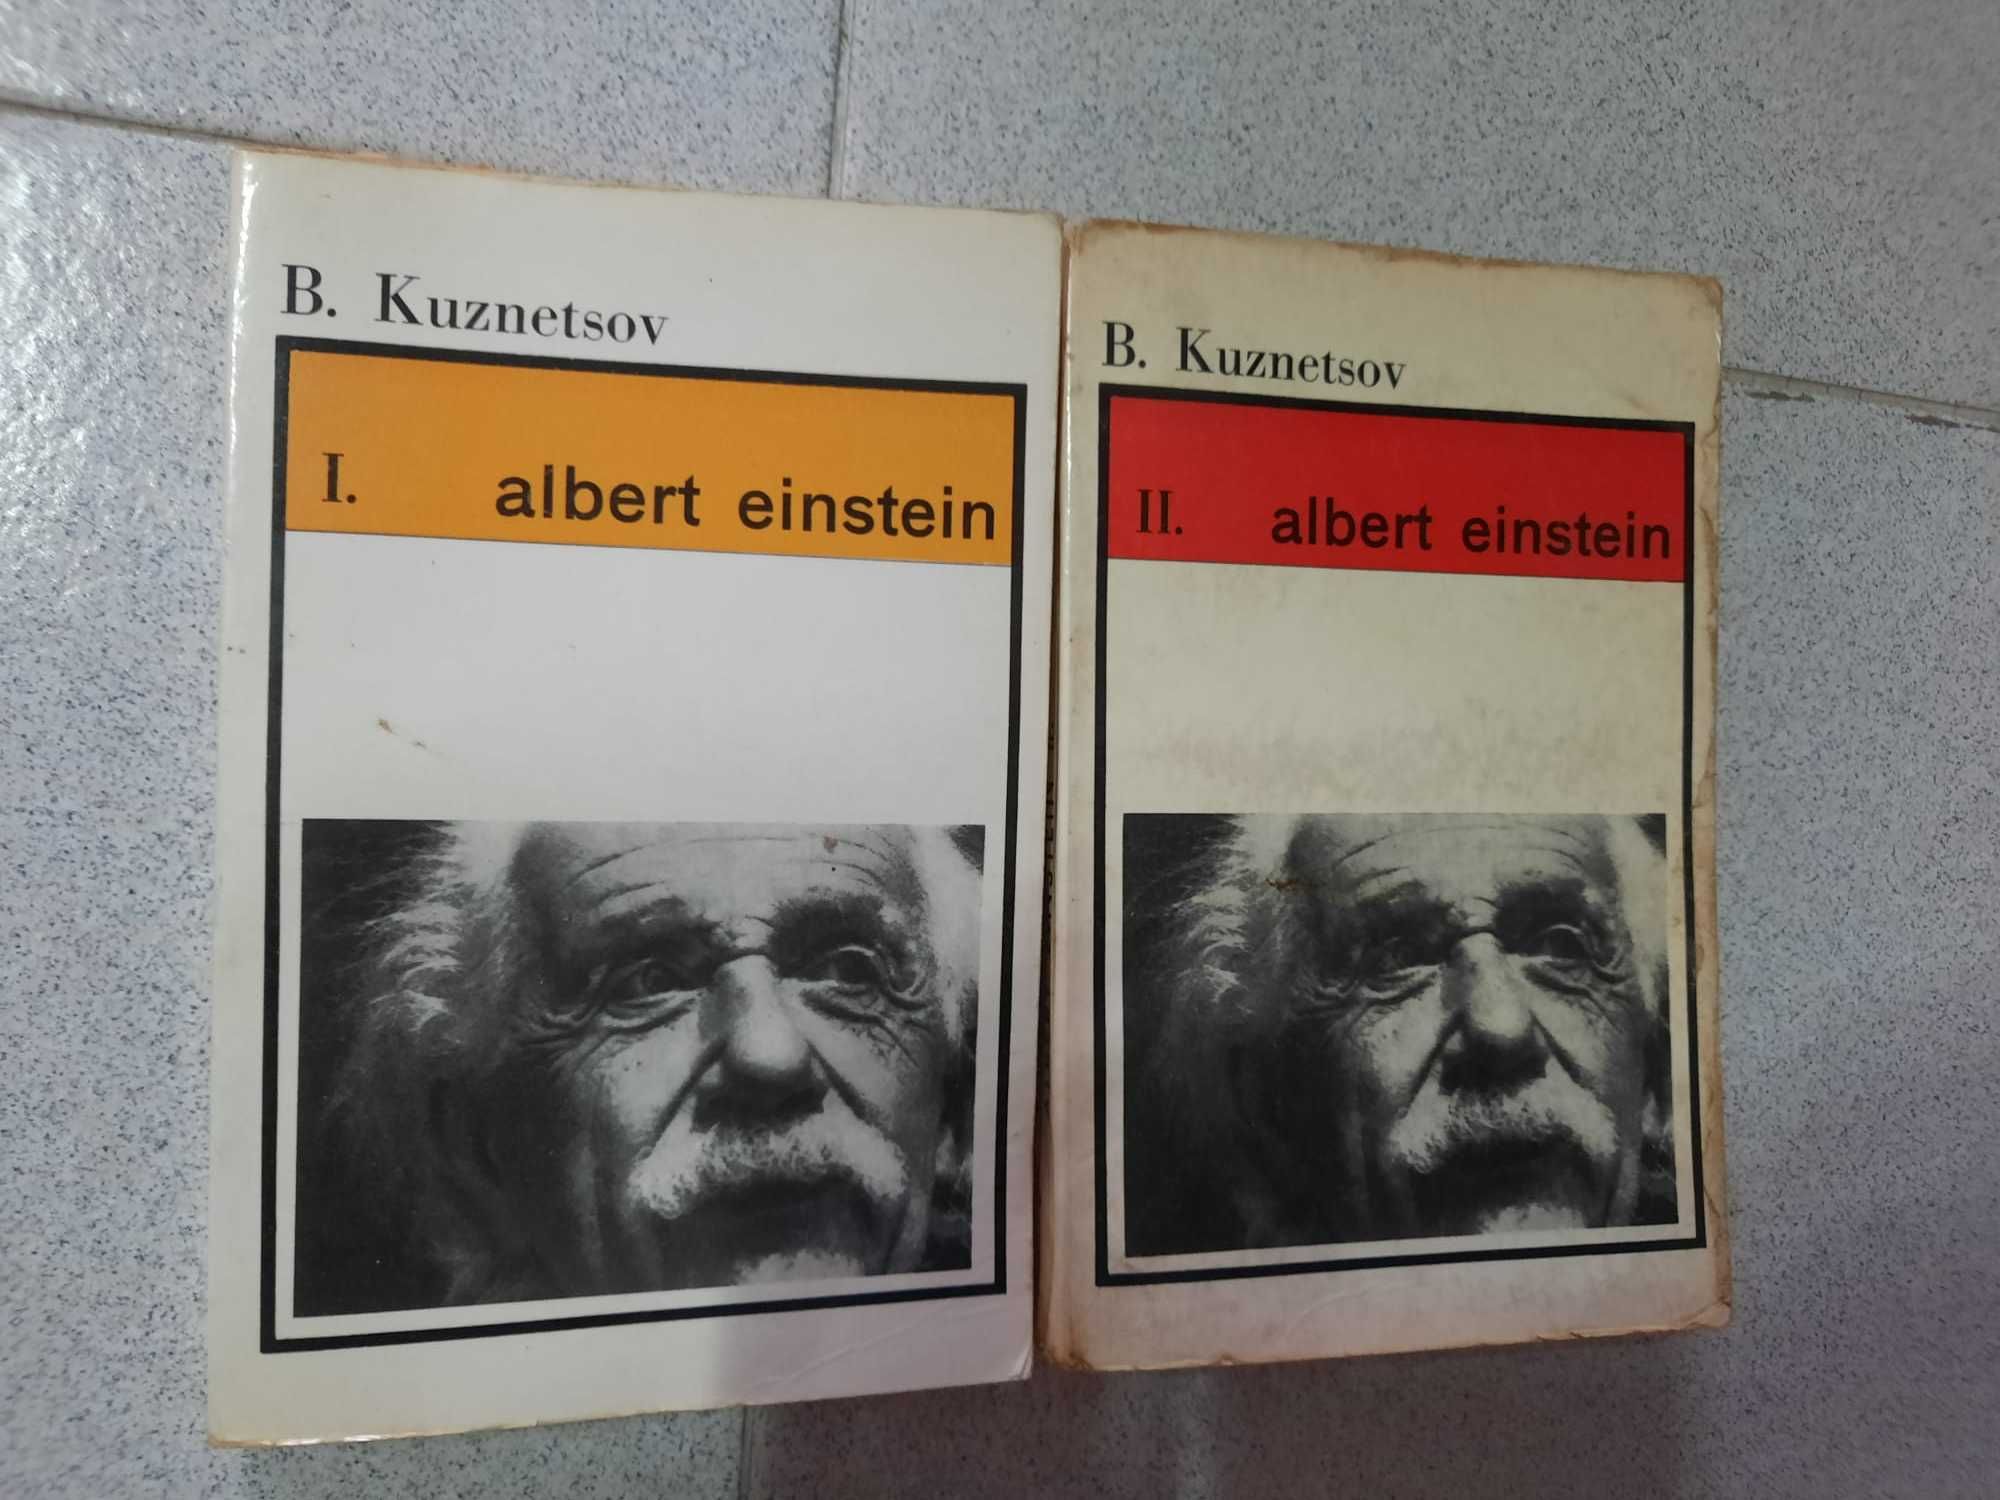 B. Kuznetsov
I. albert einstein
B. Kuznetsov
II. albert einstein